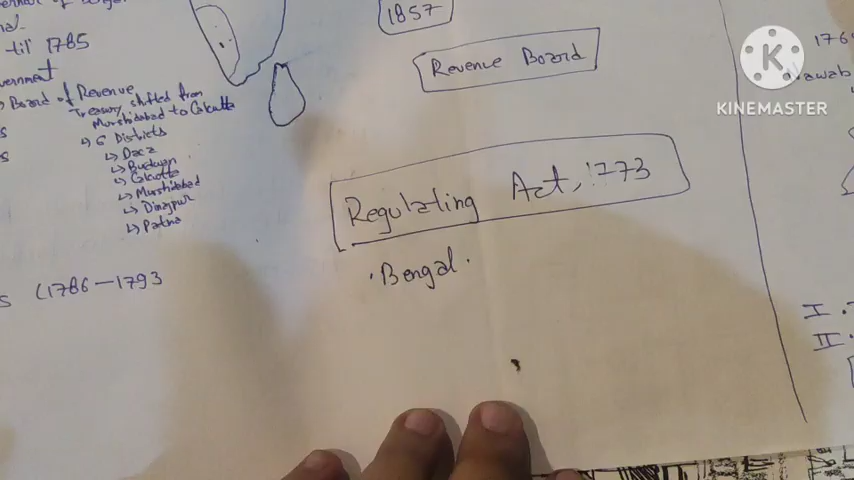 til' 1785
Board of Revenue
Treasury shifted from
Murshidabad to Calcutta
6 Districts
Dacca
Burdwan
Calcutta
Murshidabad
Dinajpur
Patna
(1786-1793
1857
Revenue Board
Regulating Act, 1773
Bengal
K
KINEMASTER
I.
II.